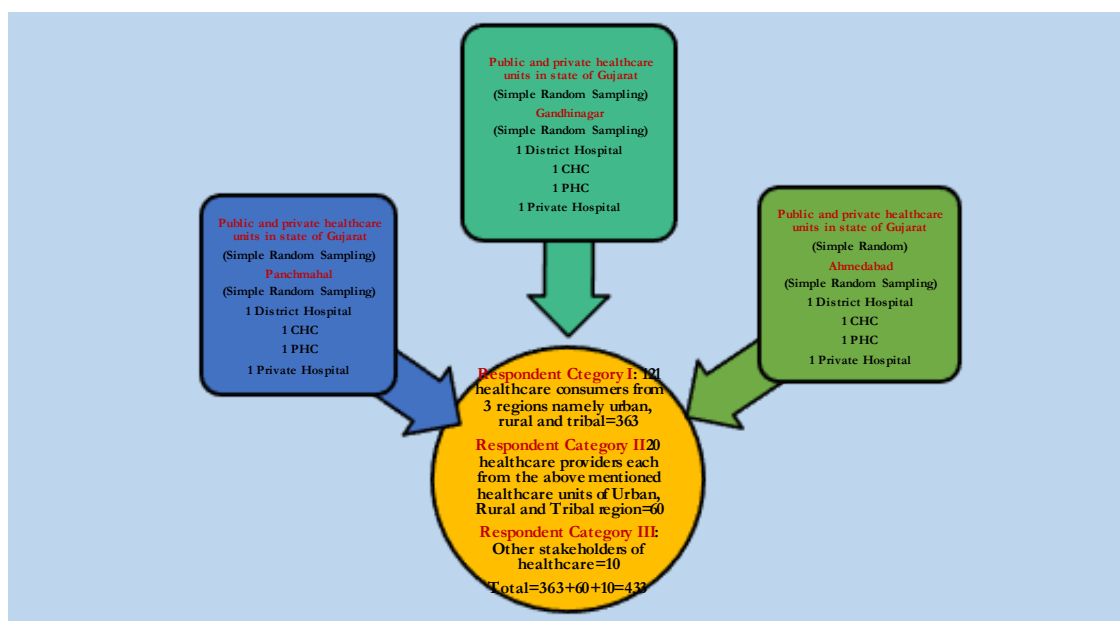 Public and private healthcare
units in state of Gujarat
(Simple Random Sampling)
Gandhinagar
(Simple Random Sampling)
1 District Hospital
1 CHC
1 PHC
1 Private Hospital
Public and private healthcare
units in state of Gujarat
(Simple Random Sampling)
Panchmahal
(Simple Random Sampling)
1 District Hospital
1 CHC
1 PHC
1 Private Hospital
Public and private healthcare
units in state of Gujarat
(Simple Random)
Ahmedabad
(Simple Random Sampling)
1 District Hospital
1 CHC
1 PHC
1 Private Hospital
Respondent Ctegory I: 121
healthcare consumers from
3 regions namely urban,
rural and tribal=363
Respondent Category II20
healthcare providers each
from the above mentioned
healthcare units of Urban,
Rural and Tribal region=60
Respondent Category III:
Other stakeholders of
healthcare=10
Total=363+60+10=433